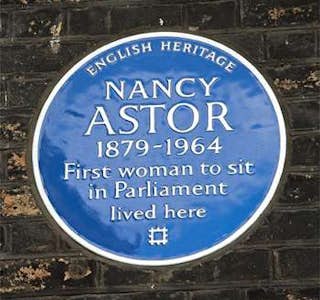 ENGLISH HERITAGE
NANCY
ASTOR
1879-1964
First woman to sit
in Parliament
lived here